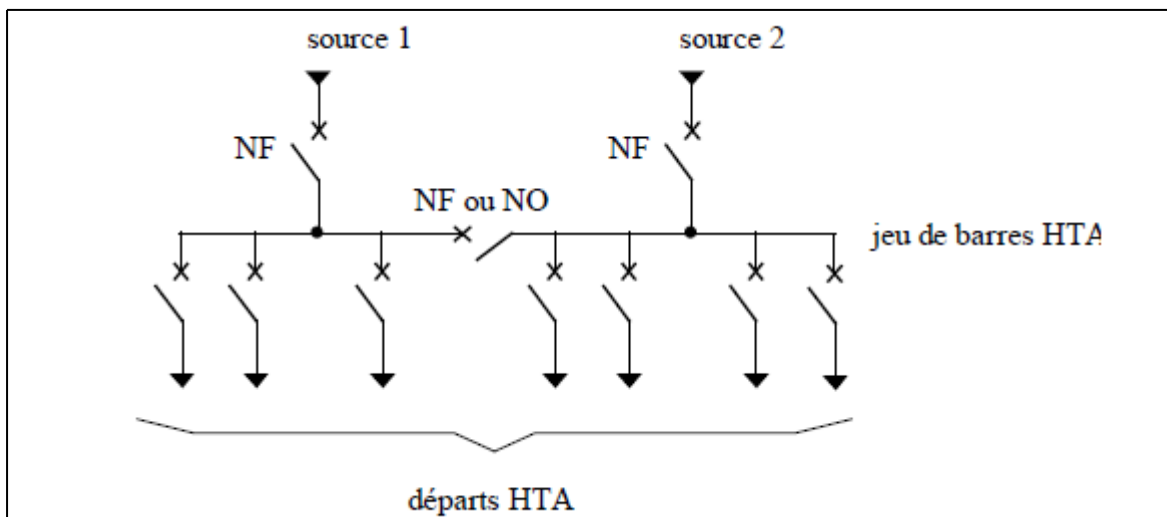 source 1
source 2
NF
NF
NF ou NO
jeu de barres HTA
départs HTA